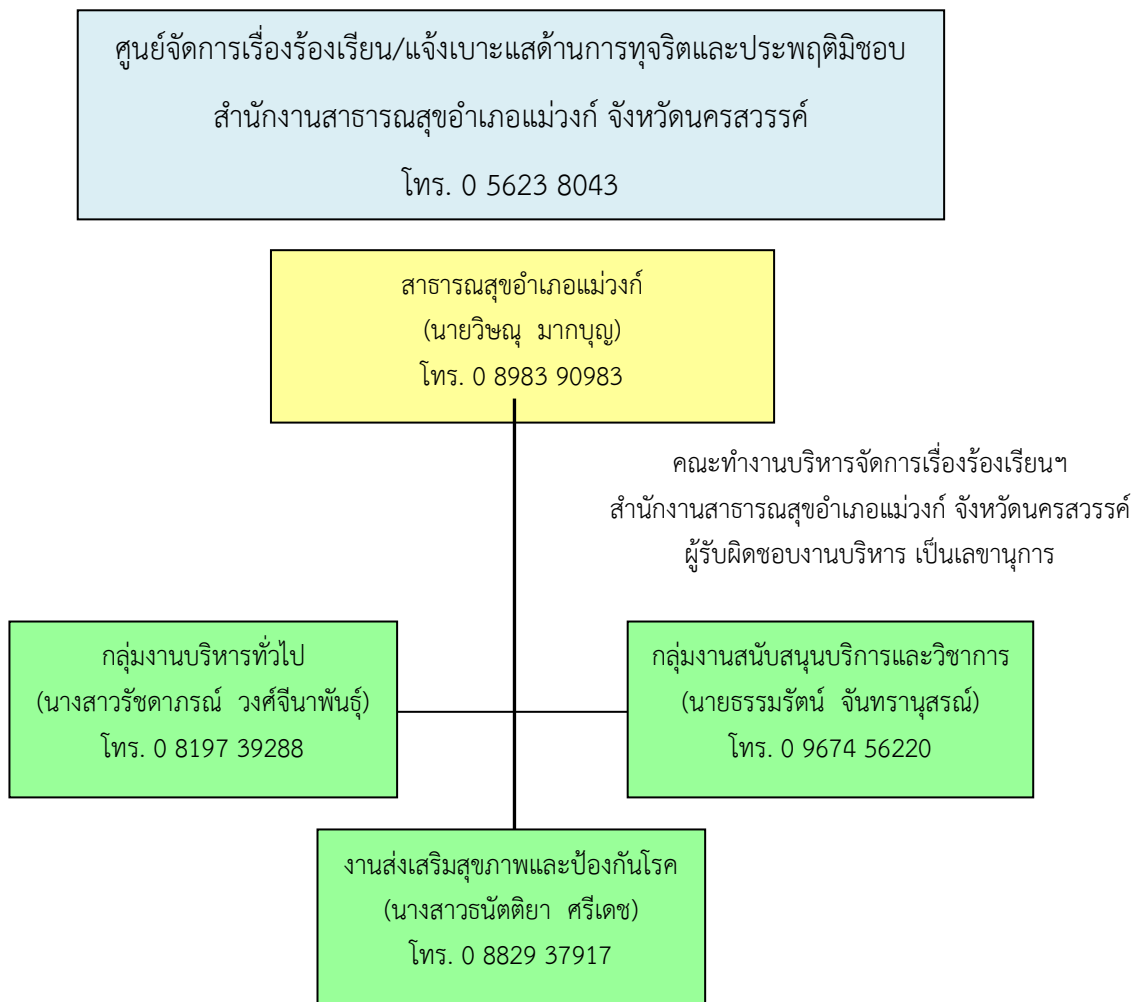 ศูนย์จัดการเรื่องร้องเรียน/แจ้งเบาะแสด้านการทุจริตและประพฤติมิชอบ
สำนักงานสาธารณสุขอำเภอแม่วงก์ จังหวัดนครสวรรค์
โทร. 0 5623 8043
สาธารณสุขอำเภอแม่วงก์
(นายวิษณุ มากบุญ)
โทร. 0 8983 90983
คณะทำงานบริหารจัดการเรื่องร้องเรียนฯ
สำนักงานสาธารณสุขอำเภอแม่วงก์ จังหวัดนครสวรรค์
ผู้รับผิดชอบงานบริหาร เป็นเลขานุการ
กลุ่มงานบริหารทั่วไป
(นางสาวรัชดาภรณ์ วงศ์จีนาพันธุ์)
โทร. 0 8197 39288
กลุ่มงานสนับสนุนบริการและวิชาการ
(นายธรรมรัตน์ จันทรานุสรณ์)
โทร. 0 9674 56220
งานส่งเสริมสุขภาพและป้องกันโรค
(นางสาวธนัตติยา ศรีเดช)
โทร. 0 8829 37917